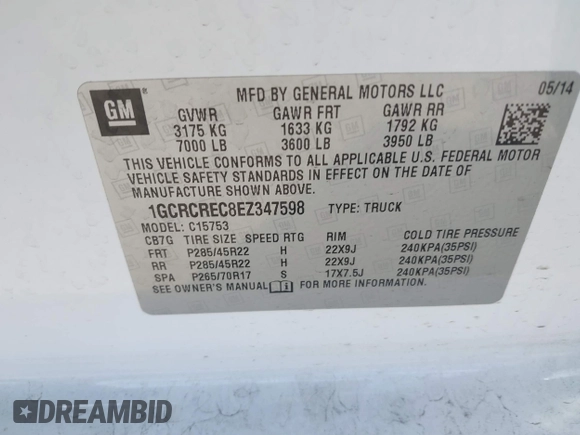 GM
MFD BY GENERAL MOTORS LLC 05/14
GVWR GAWR FRT GAWR RR
3175 KG 1633 KG 1792 KG
7000 LB 3600 LB 3950 LB
THIS VEHICLE CONFORMS TO ALL APPLICABLE U.S. FEDERAL MOTOR
VEHICLE SAFETY STANDARDS IN EFFECT ON THE DATE OF
MANUFACTURE SHOWN ABOVE.
1GCRCREC8EZ347598 TYPE: TRUCK
MODEL: C15753
CB7G TIRE SIZE SPEED RTG RIM COLD TIRE PRESSURE
FRT P285/45R22 H 22X9J 240KPA(35PSI)
RR P285/45R22 H 22X9J 240KPA(35PSI)
SPA P265/70R17 S 17X7.5J 240KPA(35PSI)
SEE OWNER'S MANUAL FOR MORE INFORMATION.
DREAMBID